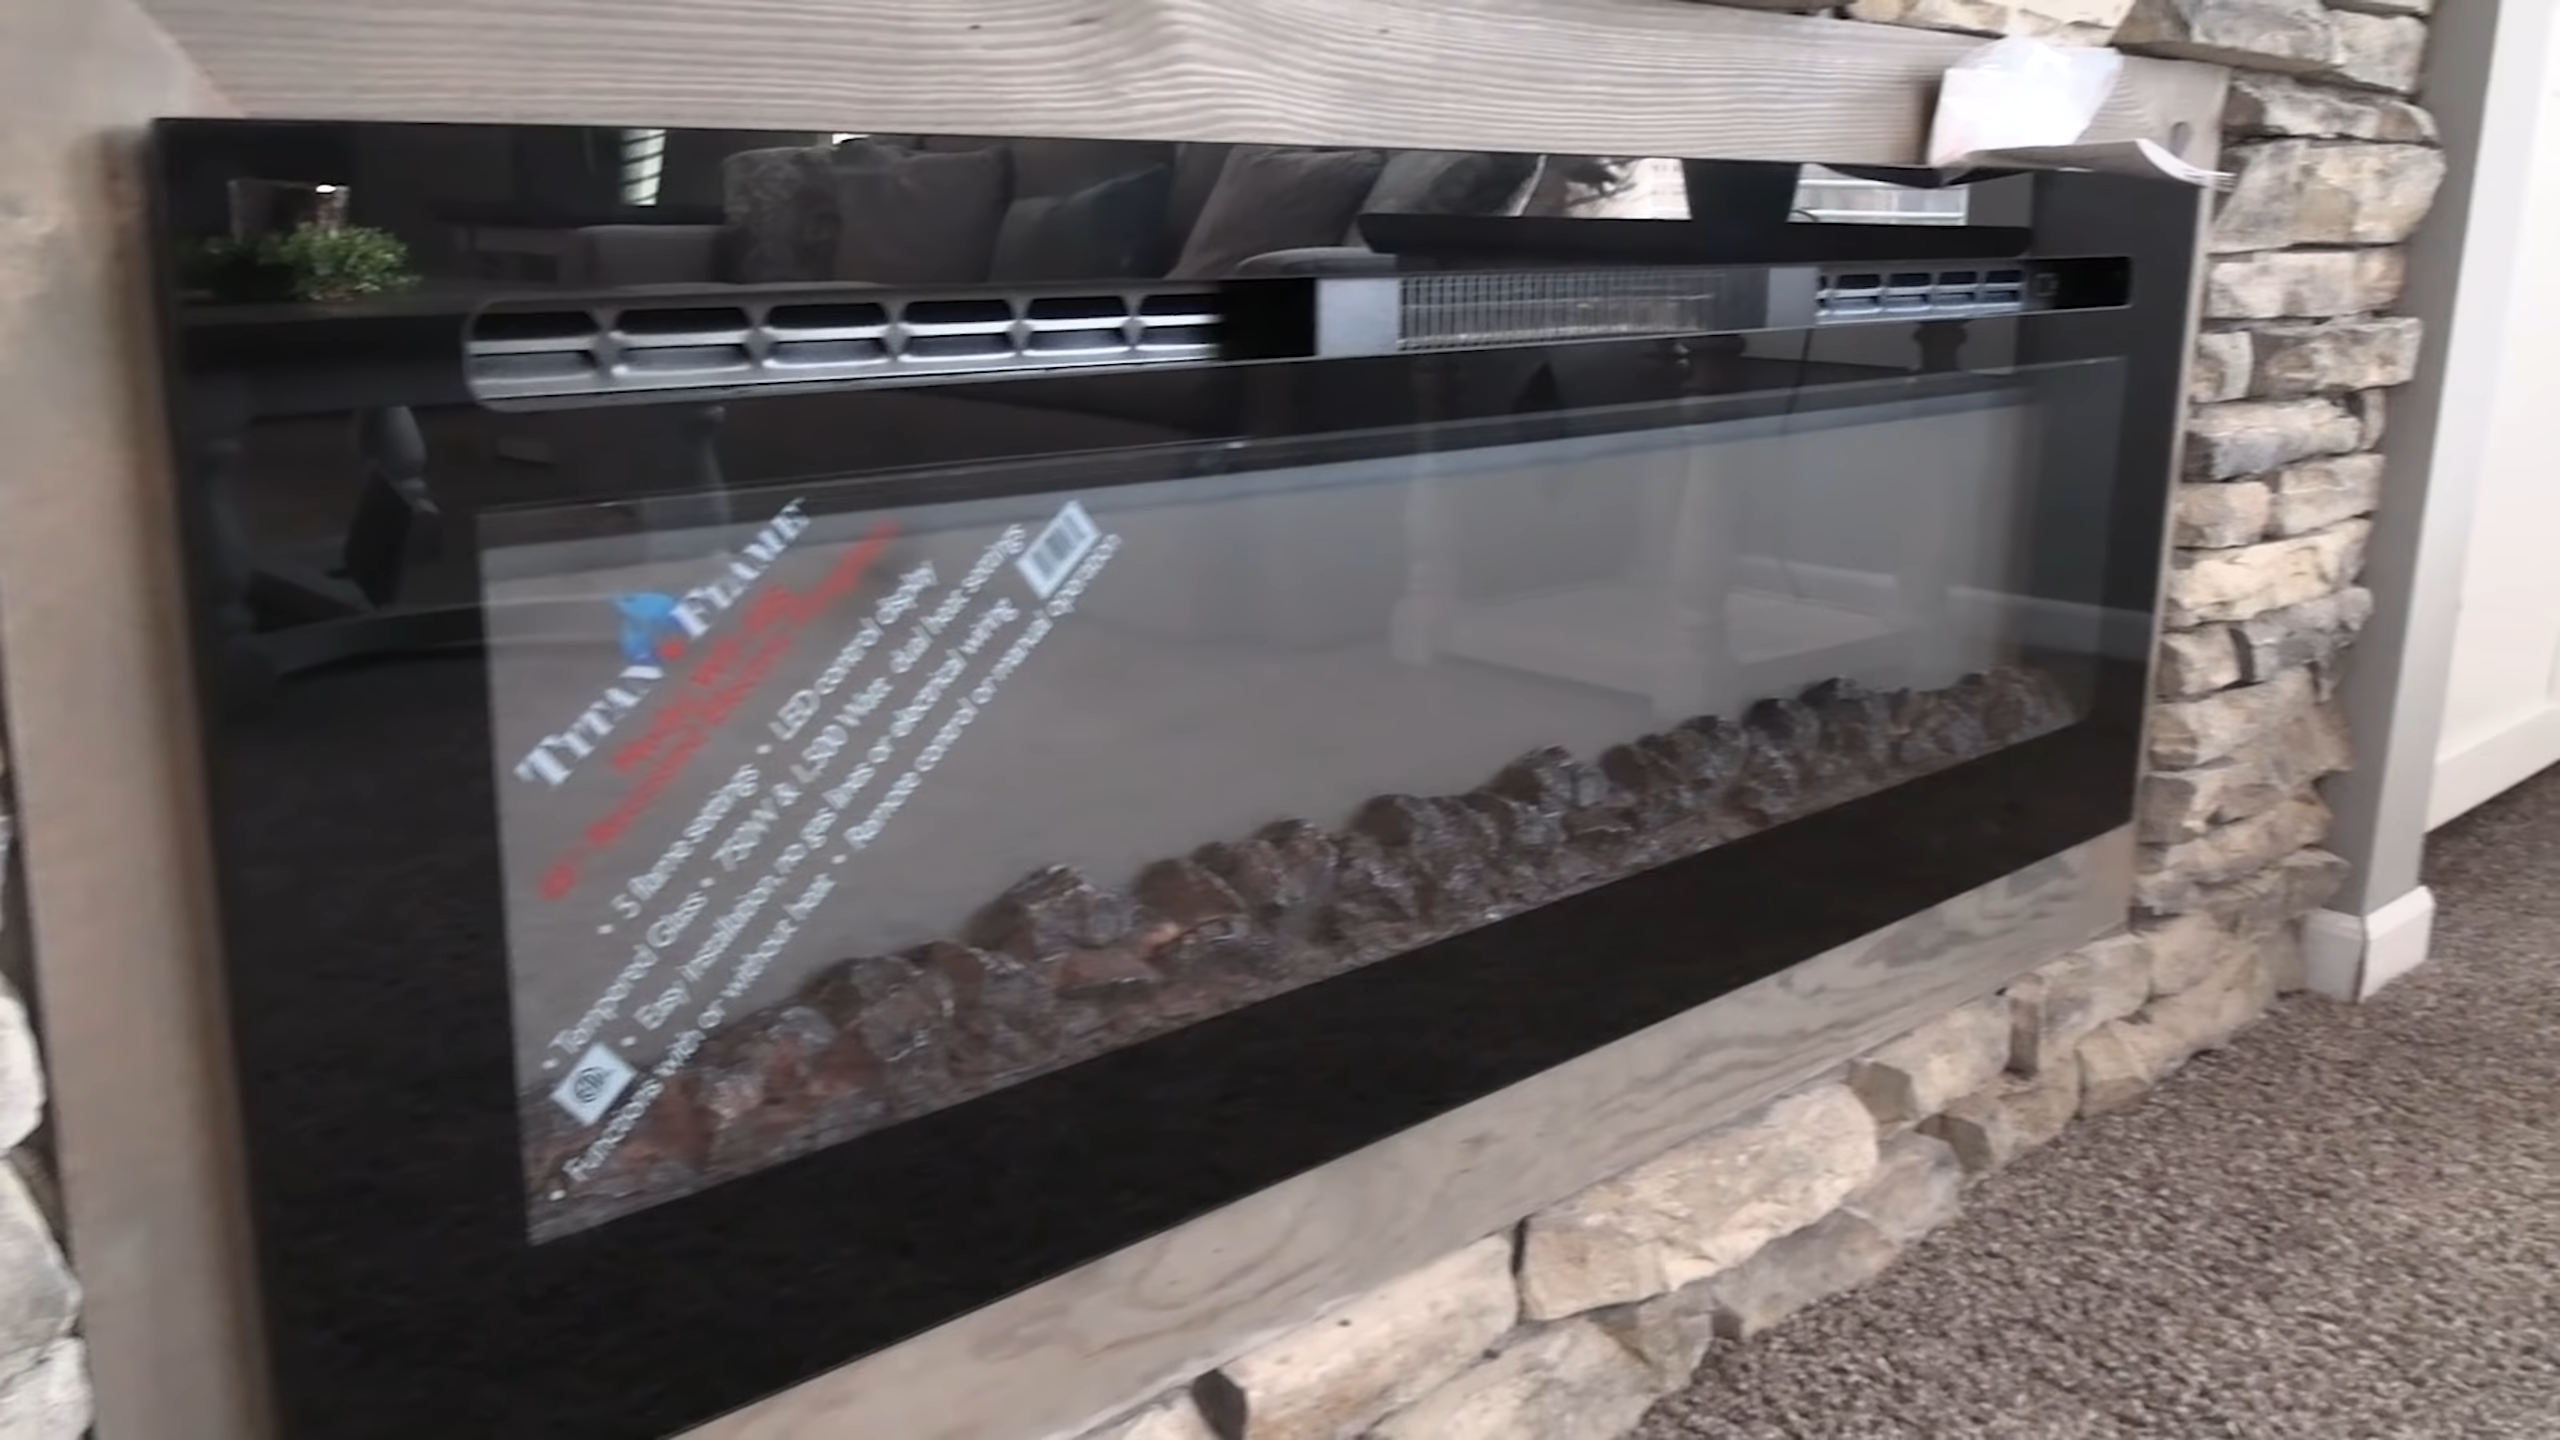 TITAN FLAME
• 5 flame settings • LED control display
• Tempered Glass • 750W & 1,500 Watt dual heat settings
• Easy installation, no gas lines or electrical wiring
• Functions with or without heat • Remote control or manual operation